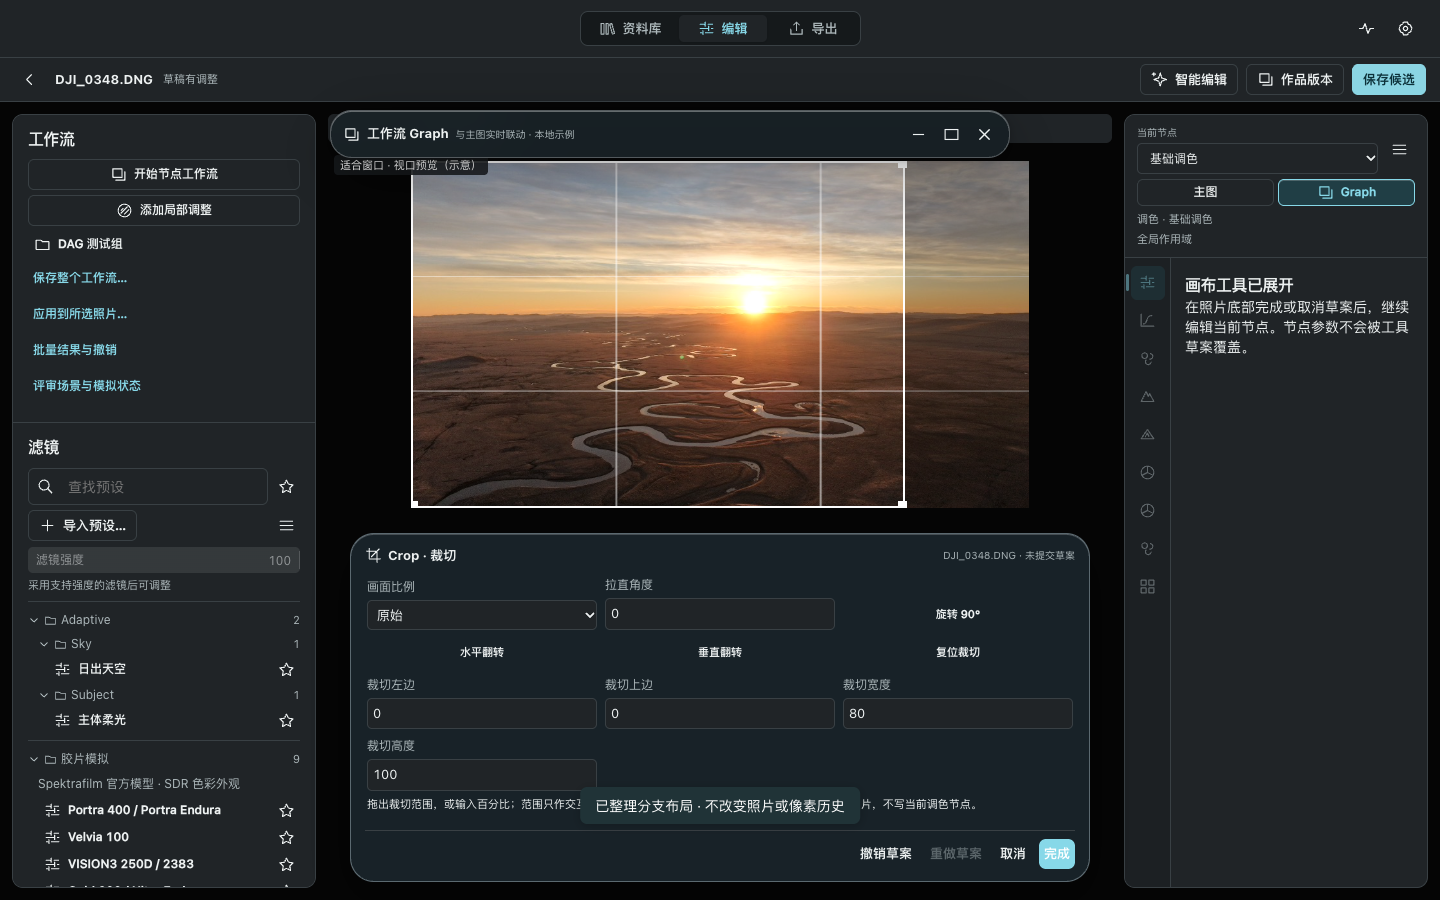 资料库
编辑
导出
DJI_0348.DNG 草稿有调整
智能编辑
作品版本
保存候选
工作流
开始节点工作流
添加局部调整
DAG 测试组
保存整个工作流...
应用到所选照片...
批量结果与撤销
评审场景与模拟状态
滤镜
查找预设
导入预设...
滤镜强度 100
采用支持强度的滤镜后可调整
Adaptive 2
Sky 1
日出天空
Subject 1
主体柔光
胶片模拟 9
Spektrafilm 官方模型 · SDR 色彩外观
Portra 400 / Portra Endura
Velvia 100
VISION3 250D / 2383
工作流 Graph 与主图实时联动 · 本地示例
适合窗口 · 视口预览（示意）
Crop · 裁切
DJI_0348.DNG · 未提交草案
画面比例
拉直角度
原始
0
旋转 90°
水平翻转
垂直翻转
复位裁切
裁切左边
裁切上边
裁切宽度
0
0
80
裁切高度
100
拖出裁切范围，或输入百分比；范围只作交
片，不写当前调色节点。
已整理分支布局 · 不改变照片或像素历史
撤销草案
重做草案
取消
完成
当前节点
基础调色
主图
Graph
调色 · 基础调色
全局作用域
画布工具已展开
在照片底部完成或取消草案后，继续
编辑当前节点。节点参数不会被工具
草案覆盖。